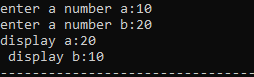 enter a number a:10
enter a number b:20
display a:20
 display b:10
--------------------------------